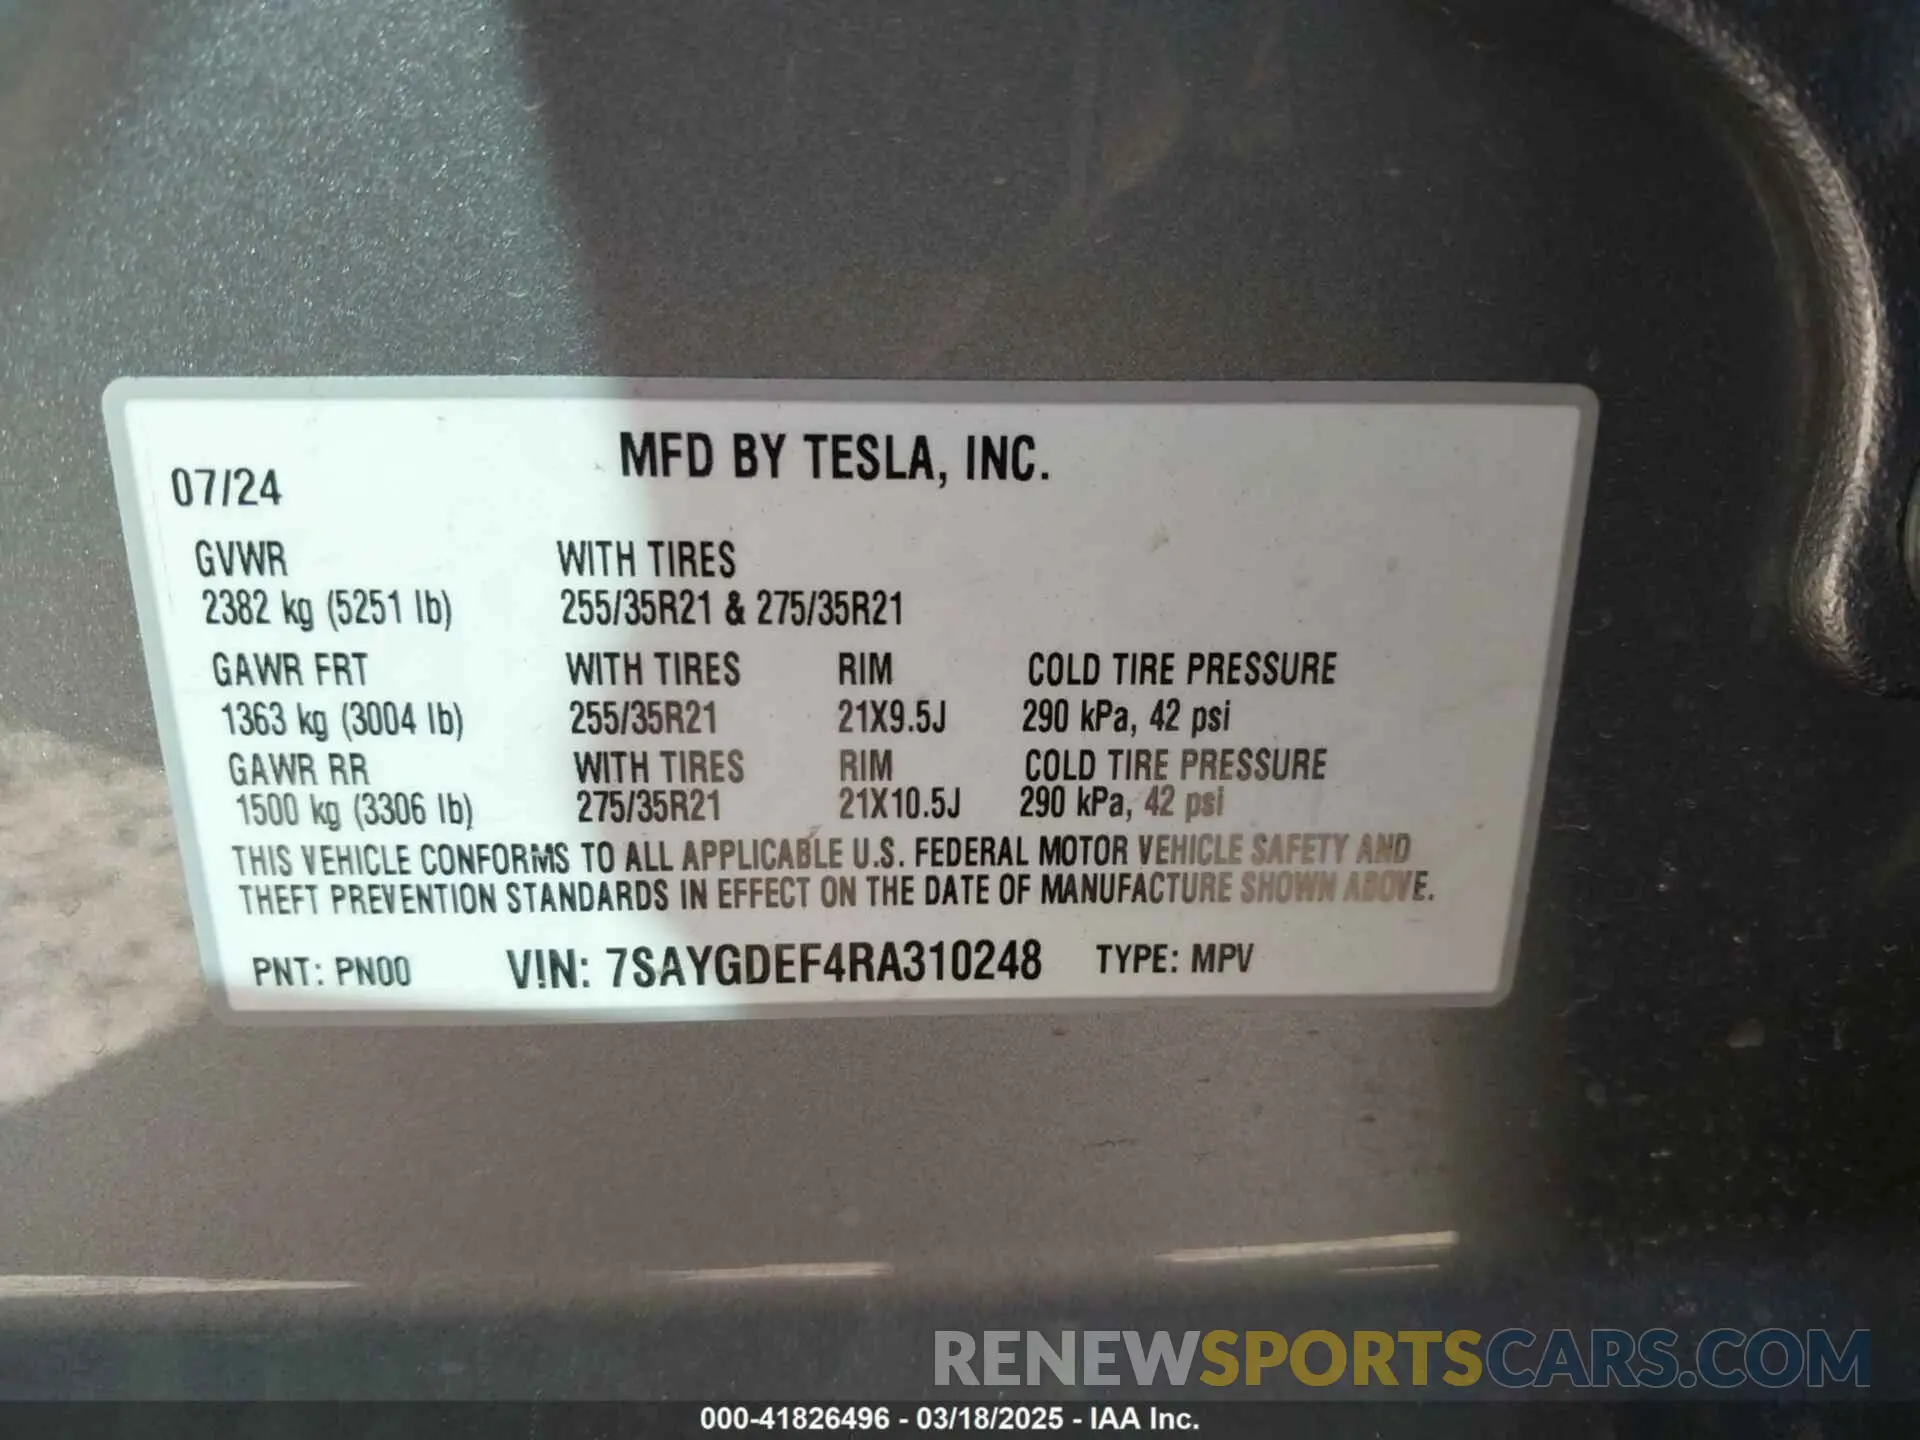 MFD BY TESLA, INC.
07/24
GVWR WITH TIRES
2382 kg (5251 lb) 255/35R21 & 275/35R21
GAWR FRT WITH TIRES RIM COLD TIRE PRESSURE
1363 kg (3004 lb) 255/35R21 21X9.5J 290 kPa, 42 psi
GAWR RR WITH TIRES RIM COLD TIRE PRESSURE
1500 kg (3306 lb) 275/35R21 21X10.5J 290 kPa, 42 psi
THIS VEHICLE CONFORMS TO ALL APPLICABLE U.S. FEDERAL MOTOR VEHICLE SAFETY AND
THEFT PREVENTION STANDARDS IN EFFECT ON THE DATE OF MANUFACTURE SHOWN ABOVE.
PNT: PN00 VIN: 7SAYGDEF4RA310248 TYPE: MPV
RENEWSPORTSCARS.COM
000-41826496 - 03/18/2025 - IAA Inc.